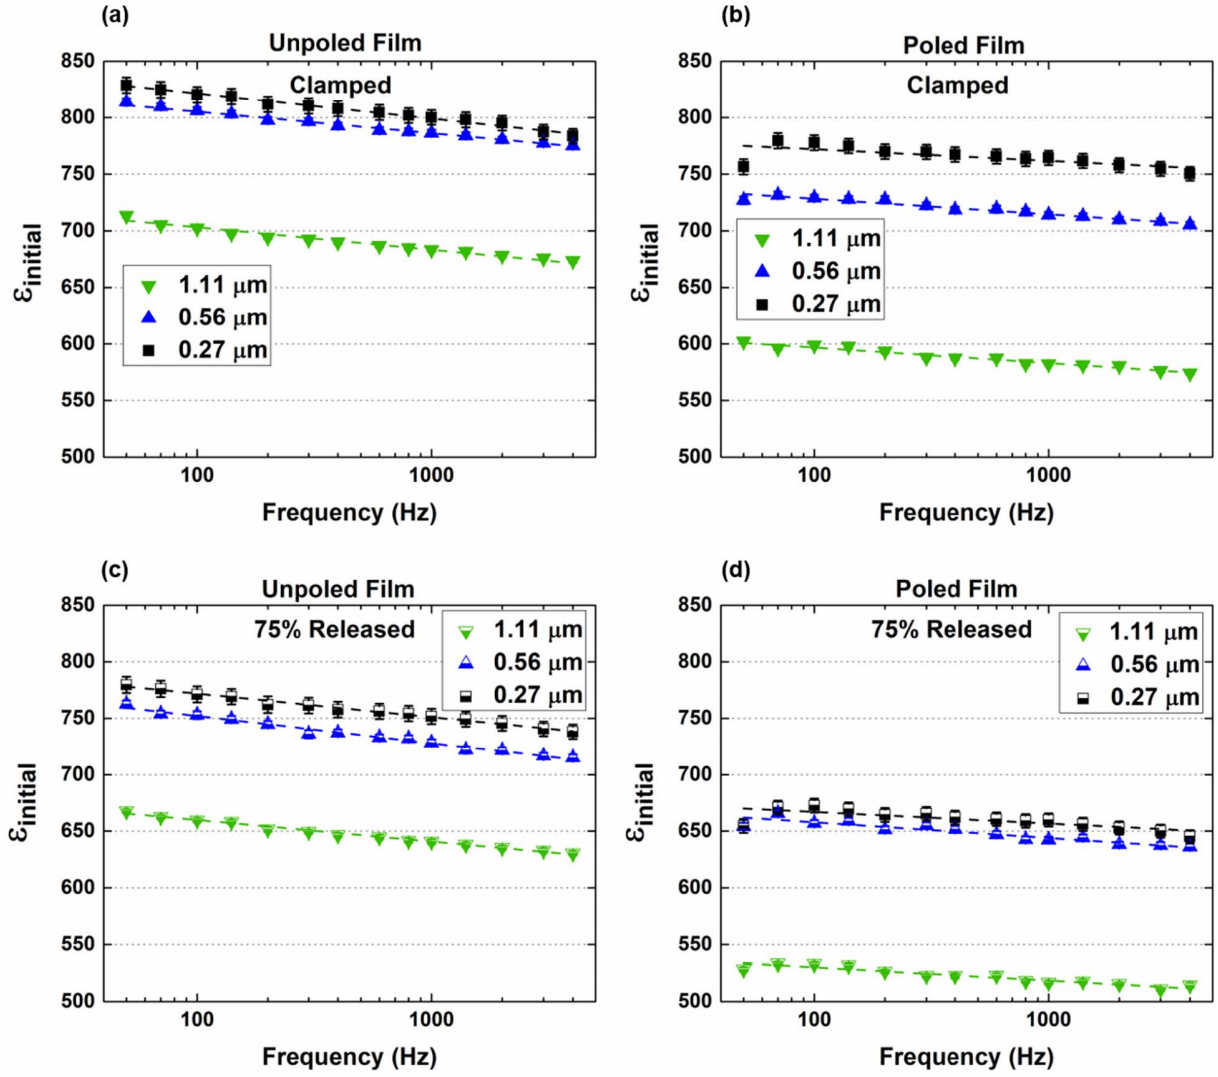 (a)
Unpoled Film
Clamped
850
800
750
700
650
600
550
500
εinitial
1.11 μm
0.56 μm
0.27 μm
100
1000
Frequency (Hz)
(b)
Poled Film
Clamped
850
800
750
700
650
600
550
500
εinitial
1.11 μm
0.56 μm
0.27 μm
100
1000
Frequency (Hz)
(c)
Unpoled Film
75% Released
850
800
750
700
650
600
550
500
εinitial
1.11 μm
0.56 μm
0.27 μm
100
1000
Frequency (Hz)
(d)
Poled Film
75% Released
850
800
750
700
650
600
550
500
εinitial
1.11 μm
0.56 μm
0.27 μm
100
1000
Frequency (Hz)